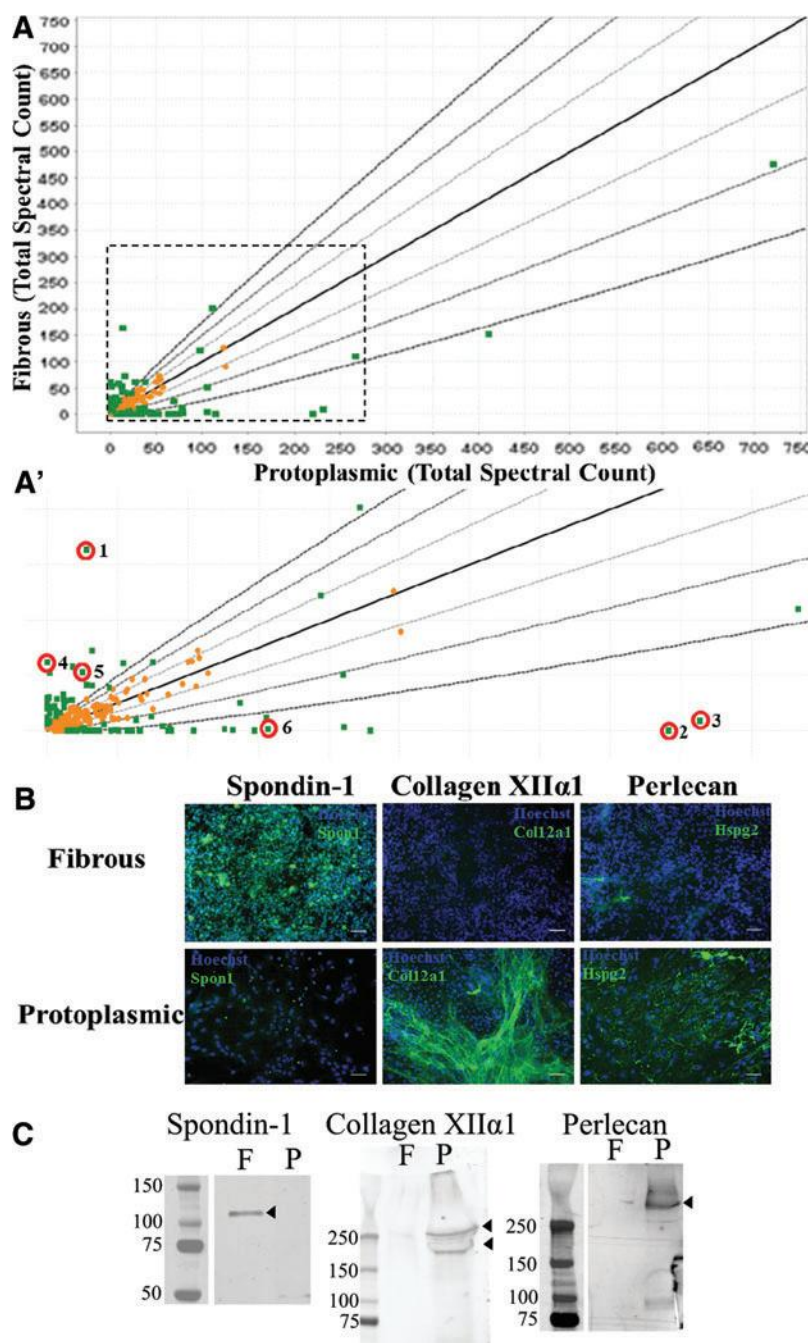 A
750
700
650
600
550
500
450
400
350
300
250
200
150
100
50
0
Fibrous (Total Spectral Count)
0 50 100 150 200 250 300 350 400 450 500 550 600 650 700 750
Protoplasmic (Total Spectral Count)
A'
1
4
5
6
2
3
B
Spondin-1 Collagen XIIα1 Perlecan
Fibrous
Hoechst
Spon1
Hoechst
Col12a1
Hoechst
Hspg2
Protoplasmic
Hoechst
Spon1
Hoechst
Col12a1
Hoechst
Hspg2
C
Spondin-1 Collagen XIIα1 Perlecan
F P
150
100
75
50
F P
250
150
100
75
F P
250
150
100
75